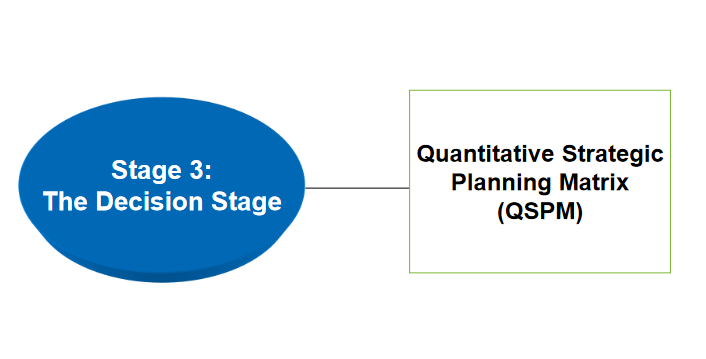 Stage 3:
The Decision Stage
Quantitative Strategic
Planning Matrix
(QSPM)